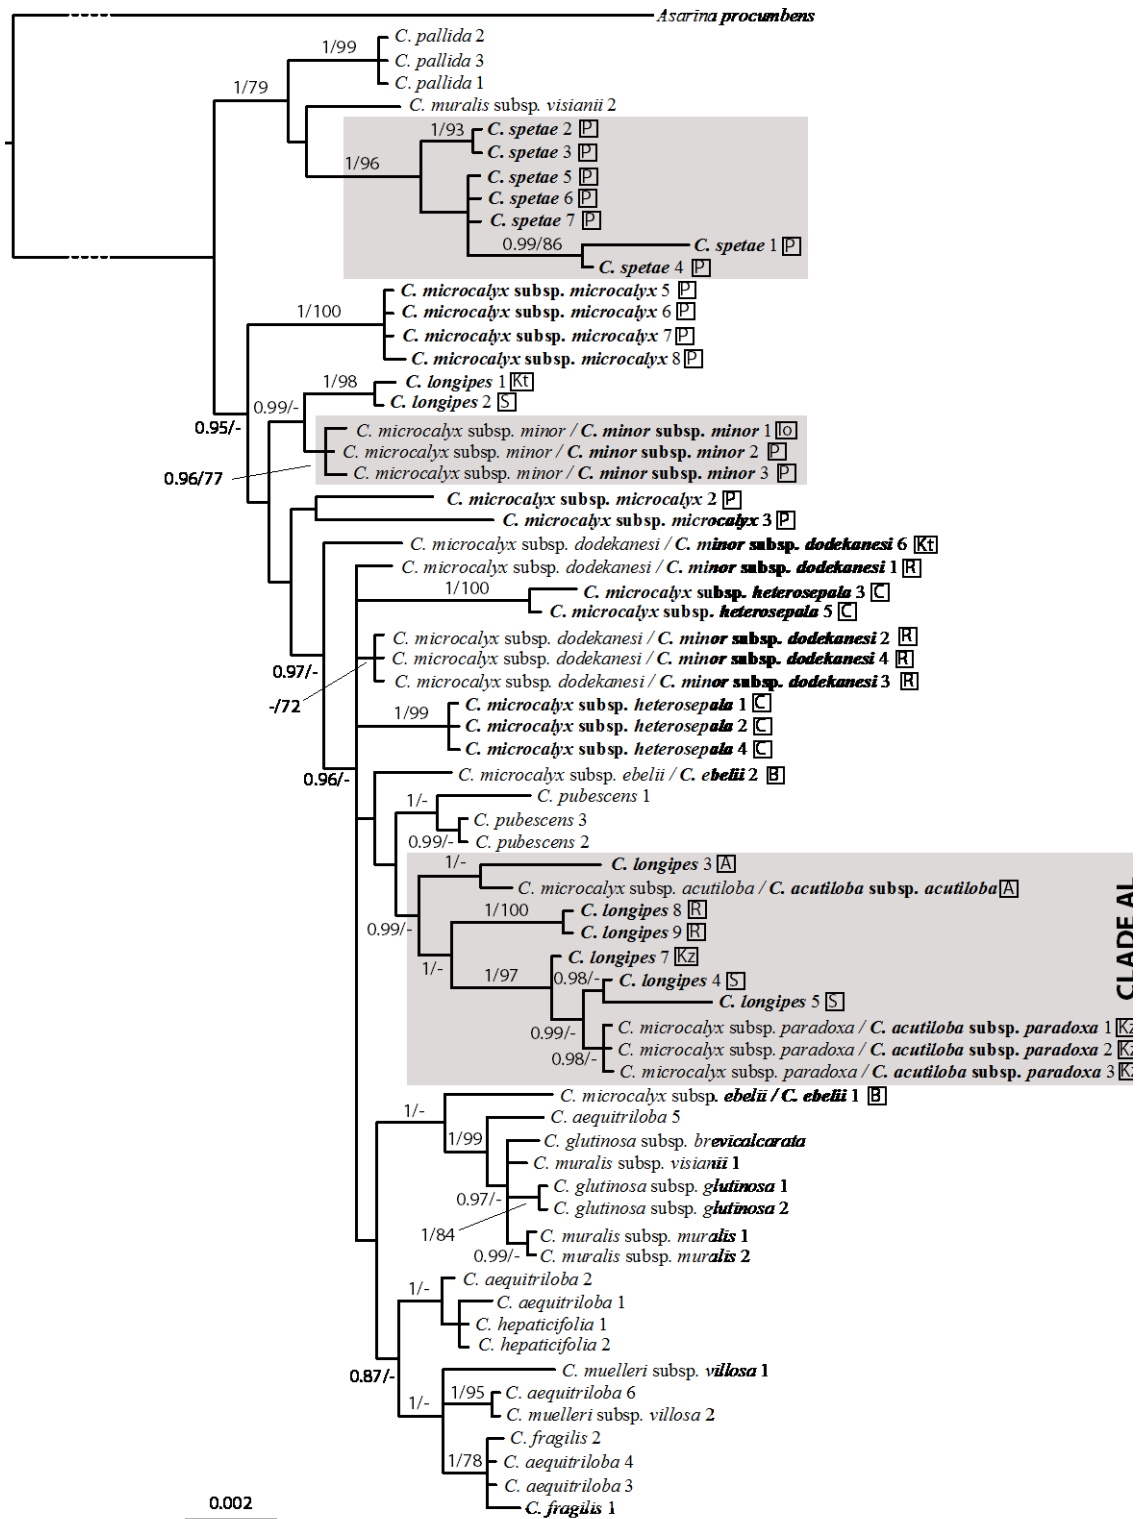 Asarina procumbens
C. pallida 2
1/99
C. pallida 3
C. pallida 1
1/79
C. muralis subsp. visianii 2
1/93
C. spetae 2 P
C. spetae 3 P
1/96
C. spetae 5 P
C. spetae 6 P
C. spetae 7 P
0.99/86
C. spetae 1 P
C. spetae 4 P
C. microcalyx subsp. microcalyx 5 P
1/100
C. microcalyx subsp. microcalyx 6 P
C. microcalyx subsp. microcalyx 7 P
C. microcalyx subsp. microcalyx 8 P
1/98
C. longipes 1 Kt
C. longipes 2 S
0.99/-
0.95/-
C. microcalyx subsp. minor / C. minor subsp. minor 1 Io
C. microcalyx subsp. minor / C. minor subsp. minor 2 P
C. microcalyx subsp. minor / C. minor subsp. minor 3 P
0.96/77
C. microcalyx subsp. microcalyx 2 P
C. microcalyx subsp. microcalyx 3 P
C. microcalyx subsp. dodekanesi / C. minor subsp. dodekanesi 6 Kt
C. microcalyx subsp. dodekanesi / C. minor subsp. dodekanesi 1 R
1/100
C. microcalyx subsp. heterosepala 3 C
C. microcalyx subsp. heterosepala 5 C
C. microcalyx subsp. dodekanesi / C. minor subsp. dodekanesi 2 R
C. microcalyx subsp. dodekanesi / C. minor subsp. dodekanesi 4 R
0.97/-
C. microcalyx subsp. dodekanesi / C. minor subsp. dodekanesi 3 R
-/72
C. microcalyx subsp. heterosepala 1 C
1/99
C. microcalyx subsp. heterosepala 2 C
C. microcalyx subsp. heterosepala 4 C
0.96/-
C. microcalyx subsp. ebelii / C. ebelii 2 B
1/-
C. pubescens 1
C. pubescens 3
0.99/-
C. pubescens 2
1/-
C. longipes 3 A
C. microcalyx subsp. acutiloba / C. acutiloba subsp. acutiloba A
CLADE AL
1/100
C. longipes 8 R
C. longipes 9 R
0.99/-
C. longipes 7 Kz
1/-
1/97
0.98/-
C. longipes 4 S
C. longipes 5 S
0.99/-
C. microcalyx subsp. paradoxa / C. acutiloba subsp. paradoxa 1 Kz
C. microcalyx subsp. paradoxa / C. acutiloba subsp. paradoxa 2 Kz
0.98/-
C. microcalyx subsp. paradoxa / C. acutiloba subsp. paradoxa 3 Kz
C. microcalyx subsp. ebelii / C. ebelii 1 B
1/-
C. aequitriloba 5
1/99
C. glutinosa subsp. brevicalcarata
C. muralis subsp. visianii 1
C. glutinosa subsp. glutinosa 1
0.97/-
C. glutinosa subsp. glutinosa 2
1/84
C. muralis subsp. muralis 1
0.99/-
C. muralis subsp. muralis 2
C. aequitriloba 2
1/-
C. aequitriloba 1
C. hepaticifolia 1
C. hepaticifolia 2
0.87/-
C. muelleri subsp. villosa 1
1/-
1/95
C. aequitriloba 6
C. muelleri subsp. villosa 2
C. fragilis 2
1/78
C. aequitriloba 4
C. aequitriloba 3
C. fragilis 1
0.002